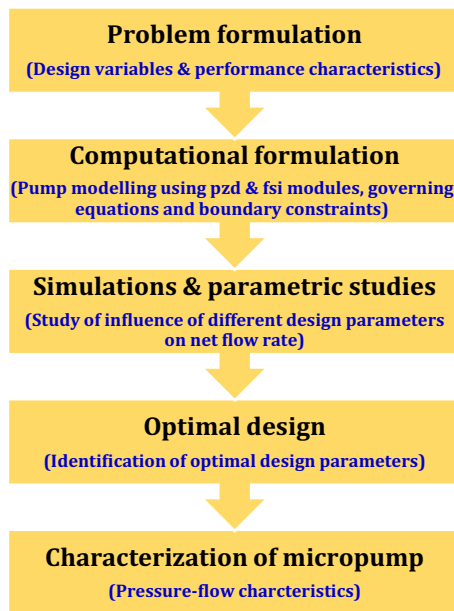 Problem formulation
(Design variables & performance characteristics)
Computational formulation
(Pump modelling using pzd & fsi modules, governing
equations and boundary constraints)
Simulations & parametric studies
(Study of influence of different design parameters
on net flow rate)
Optimal design
(Identification of optimal design parameters)
Characterization of micropump
(Pressure-flow charcteristics)